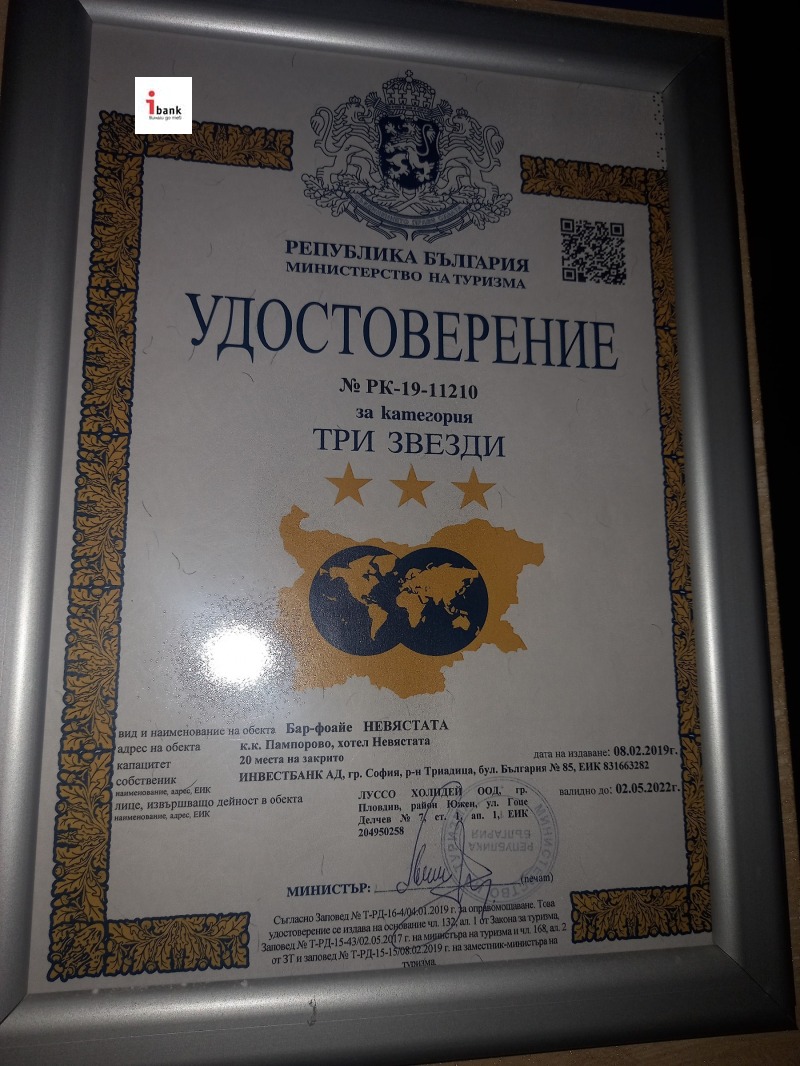 ibank
винаги до теб
РЕПУБЛИКА БЪЛГАРИЯ
МИНИСТЕРСТВО НА ТУРИЗМА
УДОСТОВЕРЕНИЕ
№ РК-19-11210
за категория
ТРИ ЗВЕЗДИ
вид и наименование на обекта Бар-фоайе НЕВЯСТАТА
адрес на обекта к.к. Пампорово, хотел Невястата
капацитет 20 места на закрито дата на издаване: 08.02.2019г.
собственик ИНВЕСТБАНК АД, гр. София, р-н Триадица, бул. България № 85, ЕИК 831663282
наименование, адрес, ЕИК
лице, извършващо дейност в обекта ЛУССО ХОЛИДЕЙ ООД, гр. валидно до: 02.05.2022г.
наименование, адрес, ЕИК Пловдив, район Южен, ул. Гоце
Делчев № 7, ет. 1, ап. 1, ЕИК
204950258
МИНИСТЪР: (печат)
МИНИСТЕРСТВО
РЕПУБЛИКА
БЪЛГАРИЯ
Съгласно Заповед № Т-РД-16-4/04.01.2019 г. за оправомощаване. Това
удостоверение се издава на основание чл. 132, ал. 1 от Закона за туризма,
Заповед № Т-РД-15-43/02.05.2017 г. на министъра на туризма и чл. 168, ал. 2
от ЗТ и заповед № Т-РД-15-15/08.02.2019 г. на заместник-министъра на
туризма.